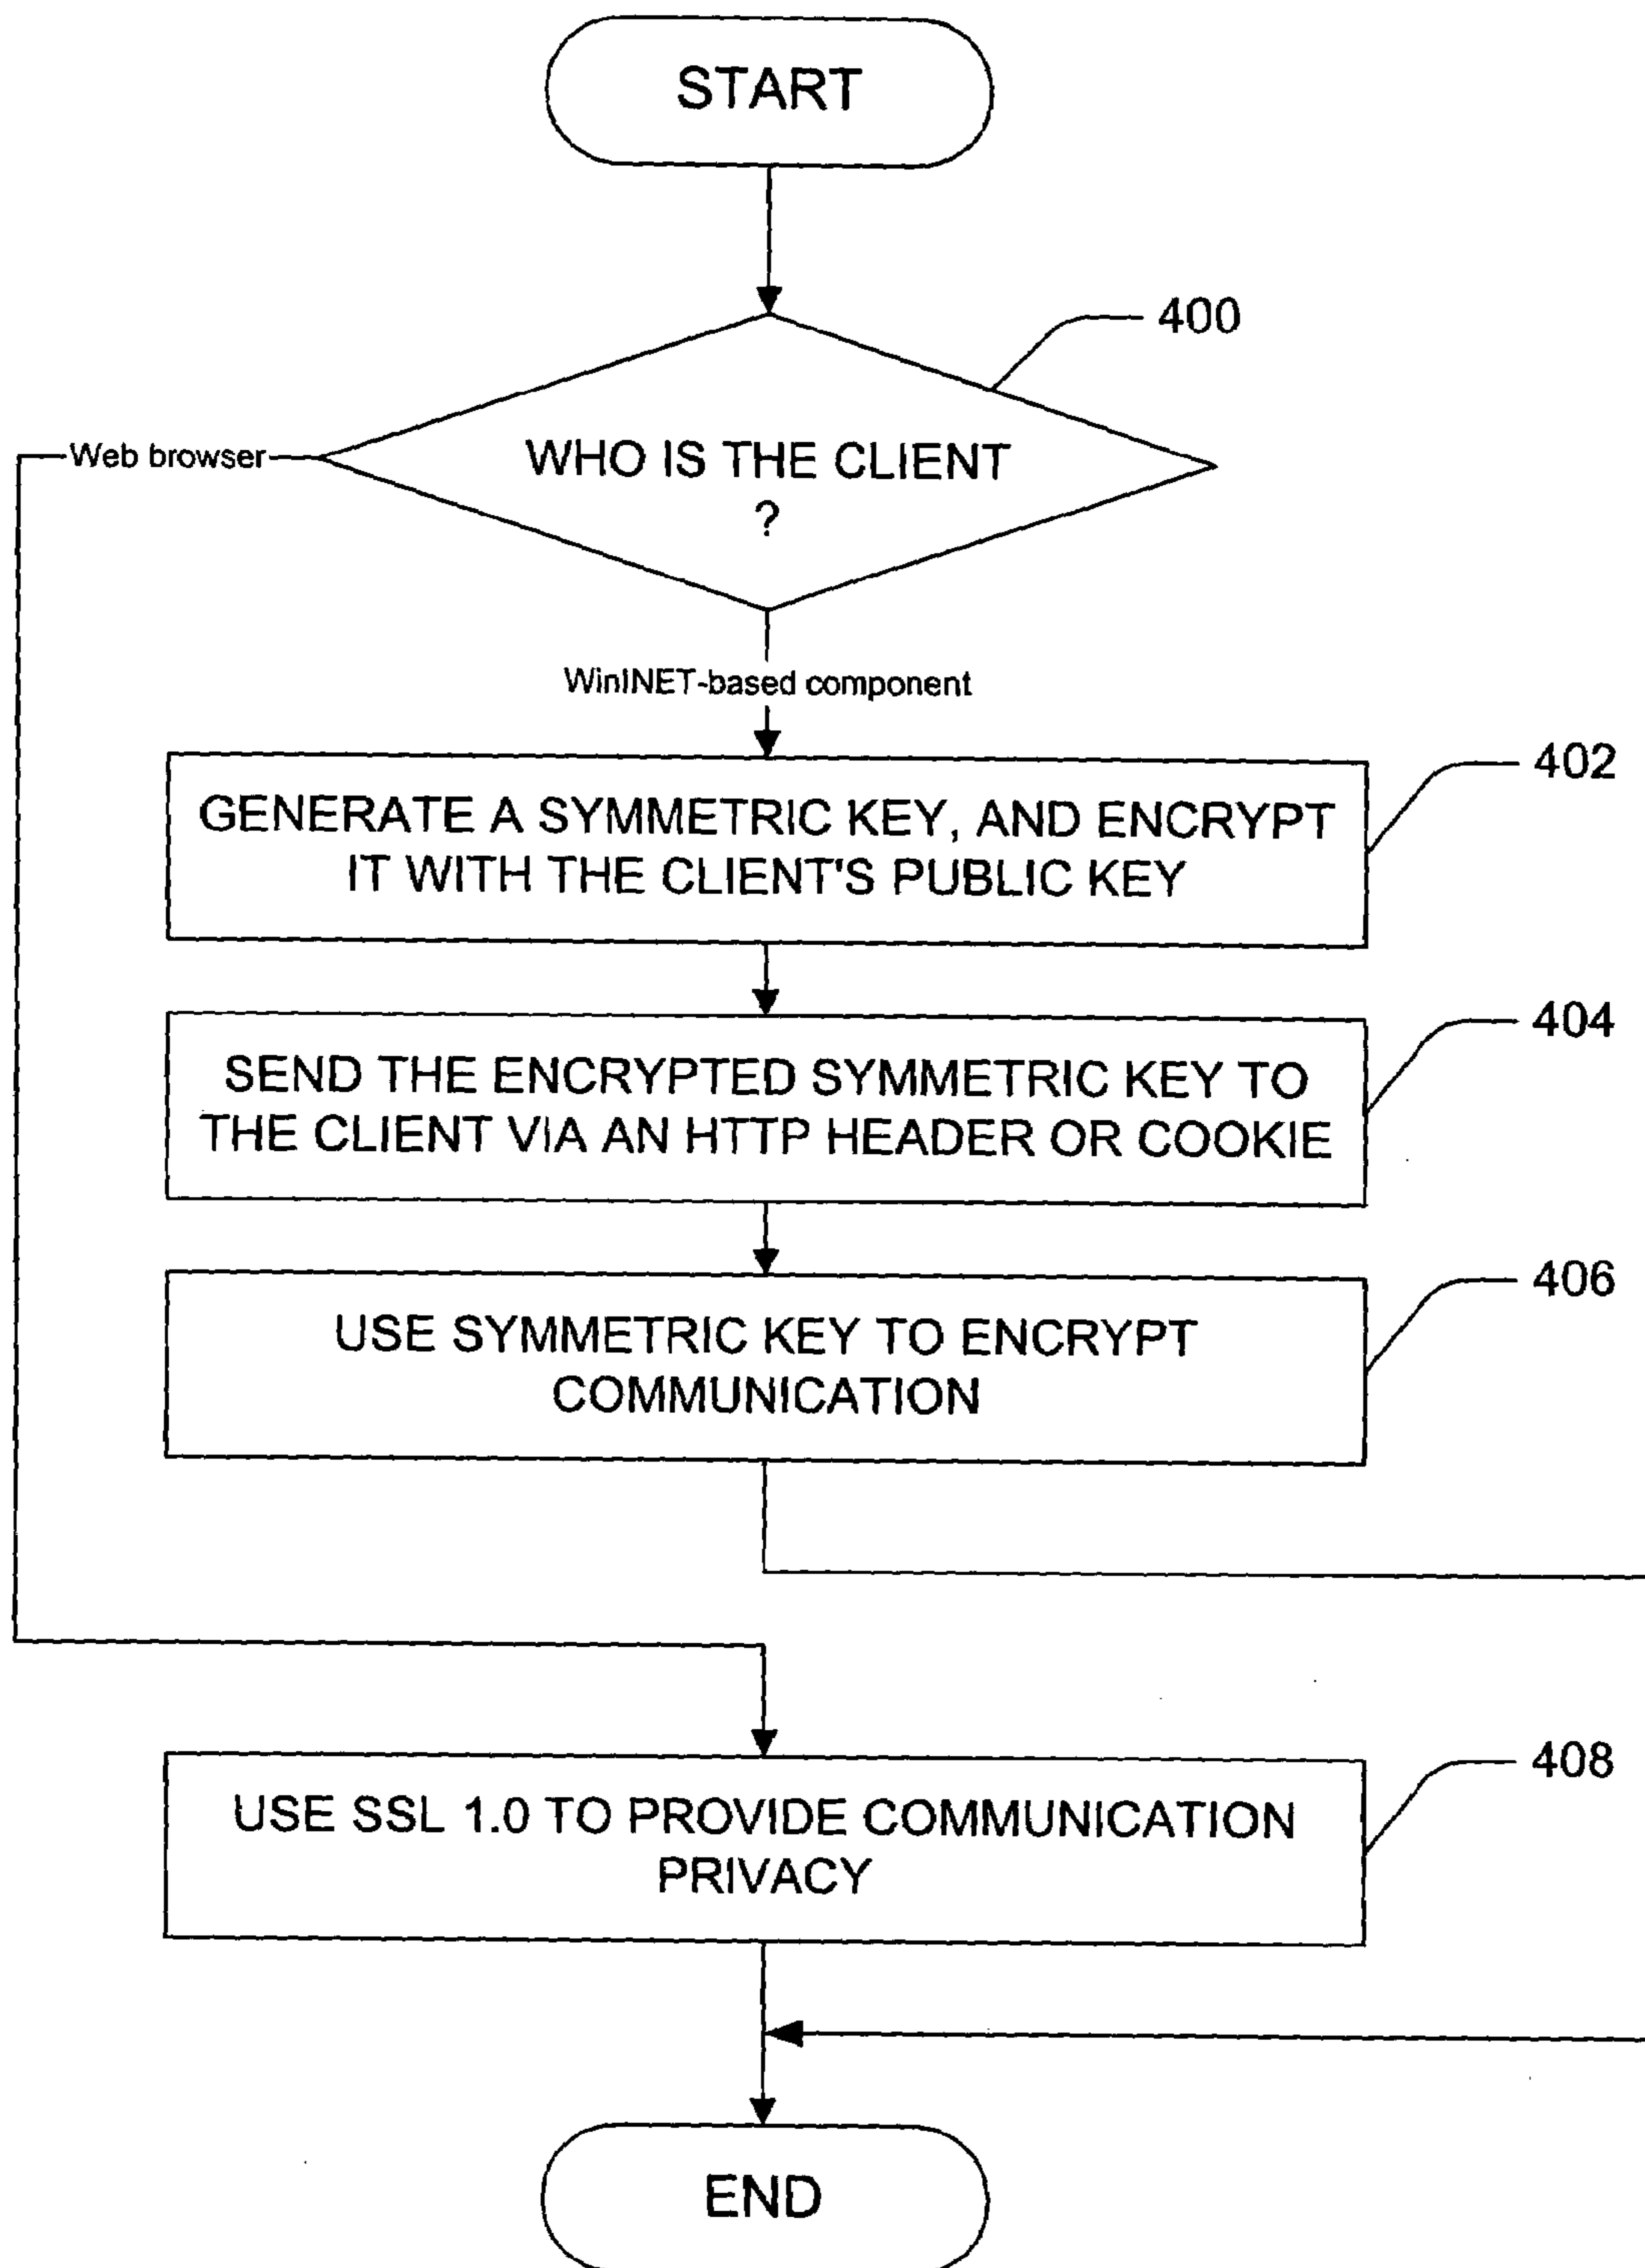 START
400
Web browser
WHO IS THE CLIENT
?
WinINET-based component
402
GENERATE A SYMMETRIC KEY, AND ENCRYPT
IT WITH THE CLIENT'S PUBLIC KEY
404
SEND THE ENCRYPTED SYMMETRIC KEY TO
THE CLIENT VIA AN HTTP HEADER OR COOKIE
406
USE SYMMETRIC KEY TO ENCRYPT
COMMUNICATION
408
USE SSL 1.0 TO PROVIDE COMMUNICATION
PRIVACY
END